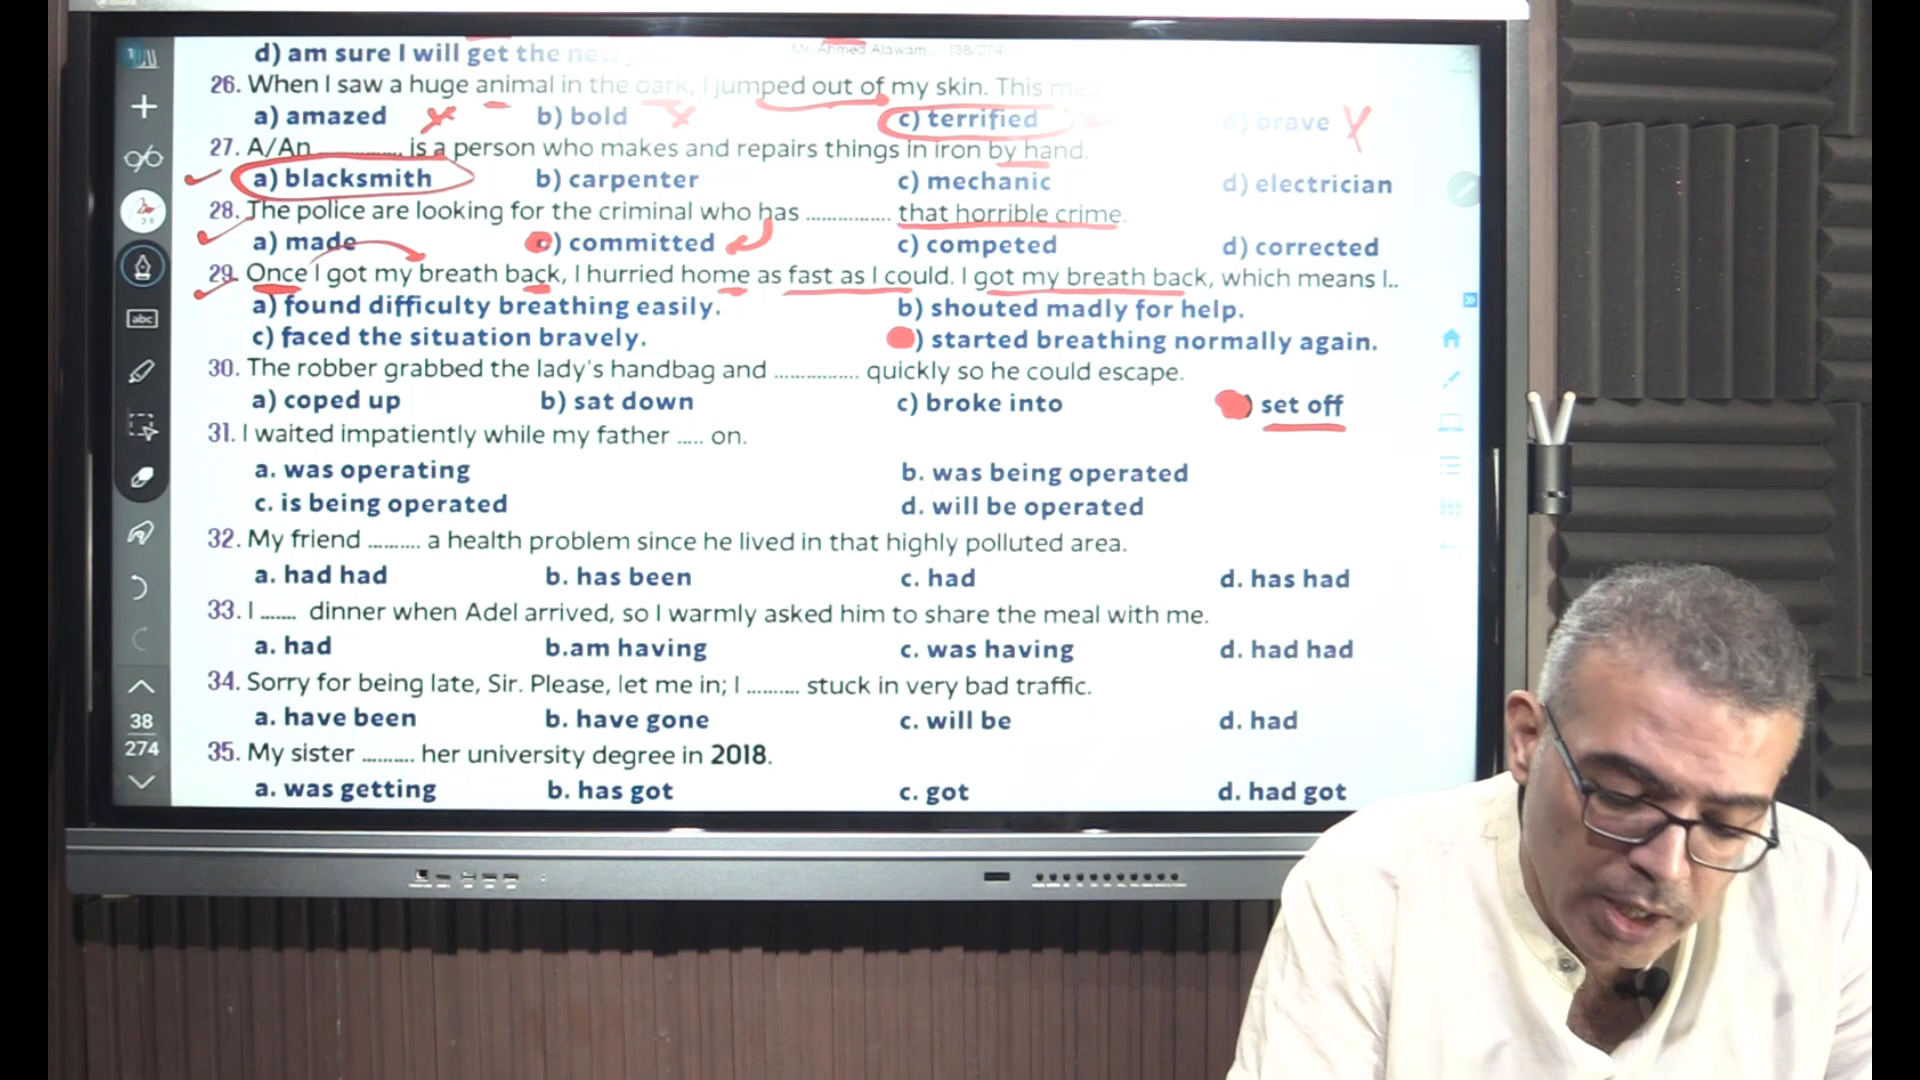 d) am sure I will get the
Mr. Ahmed Alawam... (38/274)
26. When I saw a huge animal in the dark, I jumped out of my skin. This
a) amazed b) bold c) terrified d) brave
27. A/An .............. is a person who makes and repairs things in iron by hand.
a) blacksmith b) carpenter c) mechanic d) electrician
28. The police are looking for the criminal who has .............. that horrible crime.
a) made ) committed c) competed d) corrected
29. Once I got my breath back, I hurried home as fast as I could. I got my breath back, which means I..
a) found difficulty breathing easily. b) shouted madly for help.
c) faced the situation bravely. ) started breathing normally again.
30. The robber grabbed the lady's handbag and .............. quickly so he could escape.
a) coped up b) sat down c) broke into ) set off
31. I waited impatiently while my father ..... on.
a. was operating b. was being operated
c. is being operated d. will be operated
32. My friend .......... a health problem since he lived in that highly polluted area.
a. had had b. has been c. had d. has had
33. I ....... dinner when Adel arrived, so I warmly asked him to share the meal with me.
a. had b.am having c. was having d. had had
34. Sorry for being late, Sir. Please, let me in; I .......... stuck in very bad traffic.
a. have been b. have gone c. will be d. had
35. My sister .......... her university degree in 2018.
a. was getting b. has got c. got d. had got
abc
38
274